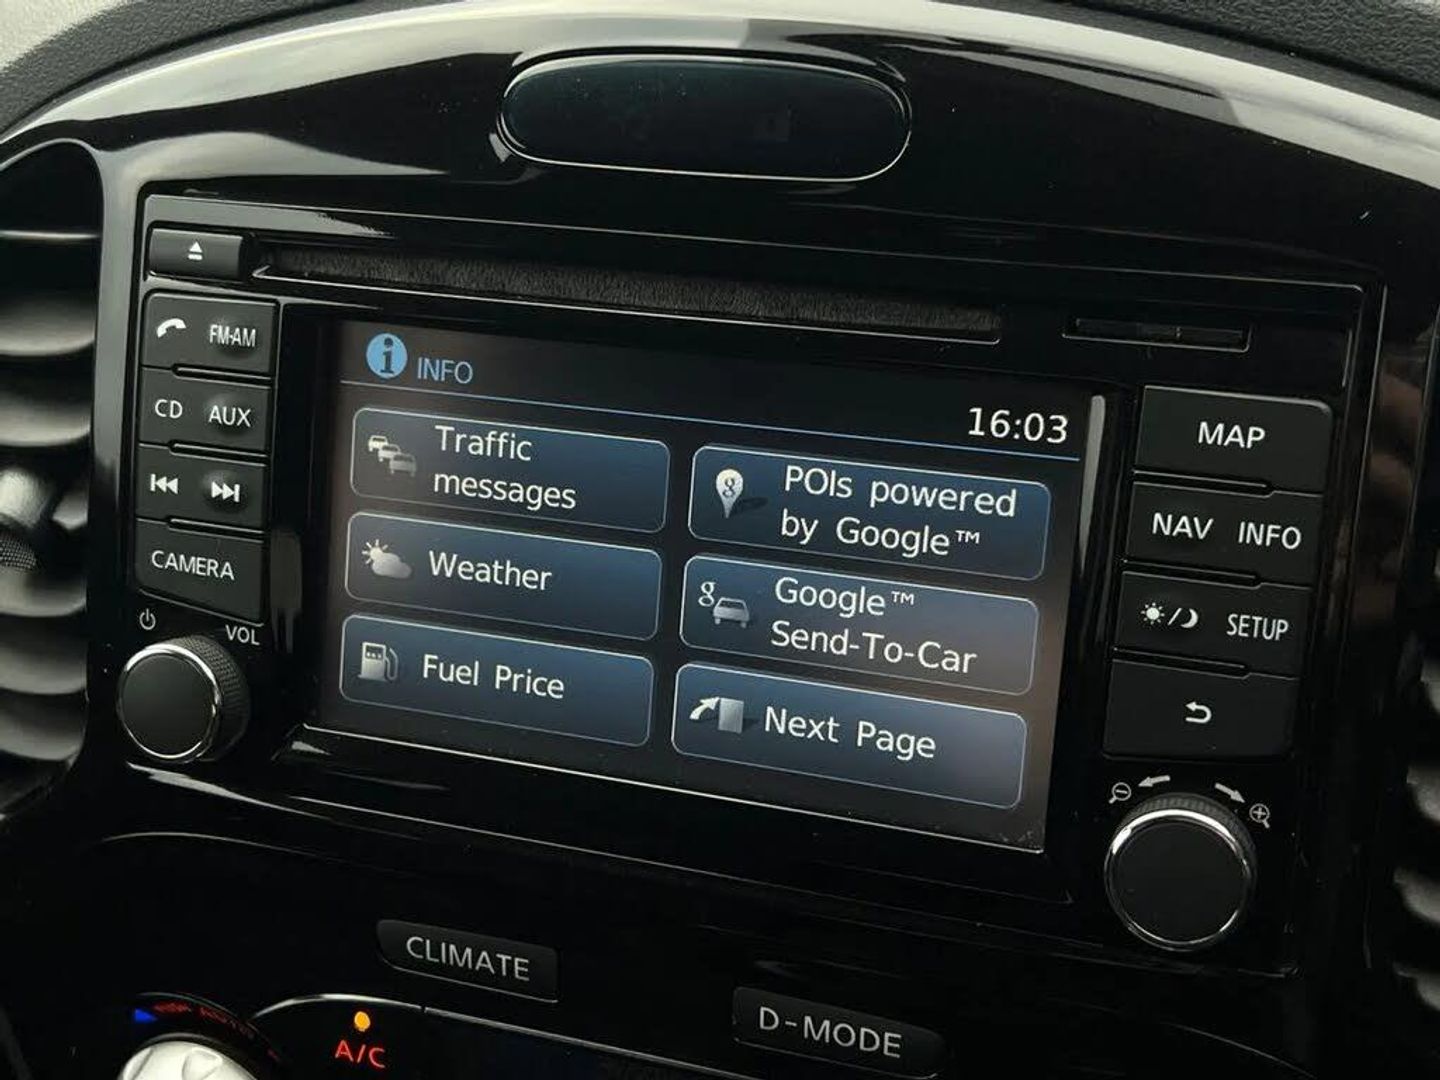 FM·AM
CD AUX
CAMERA
VOL
i INFO
16:03
Traffic
messages
POIs powered
by Google™
Weather
Google™
Send-To-Car
Fuel Price
Next Page
MAP
NAV INFO
SETUP
CLIMATE
D-MODE
A/C